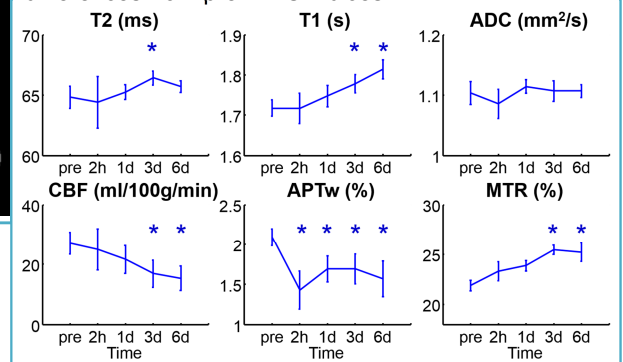 T2 (ms)
70
65
60
*
pre 2h 1d 3d 6d
T1 (s)
1.9
1.8
1.7
1.6
* *
pre 2h 1d 3d 6d
ADC (mm²/s)
1.2
1.1
1
pre 2h 1d 3d 6d
CBF (ml/100g/min)
40
20
0
* *
pre 2h 1d 3d 6d
Time
APTw (%)
2.5
2
1.5
1
* * * *
pre 2h 1d 3d 6d
Time
MTR (%)
30
25
20
* *
pre 2h 1d 3d 6d
Time